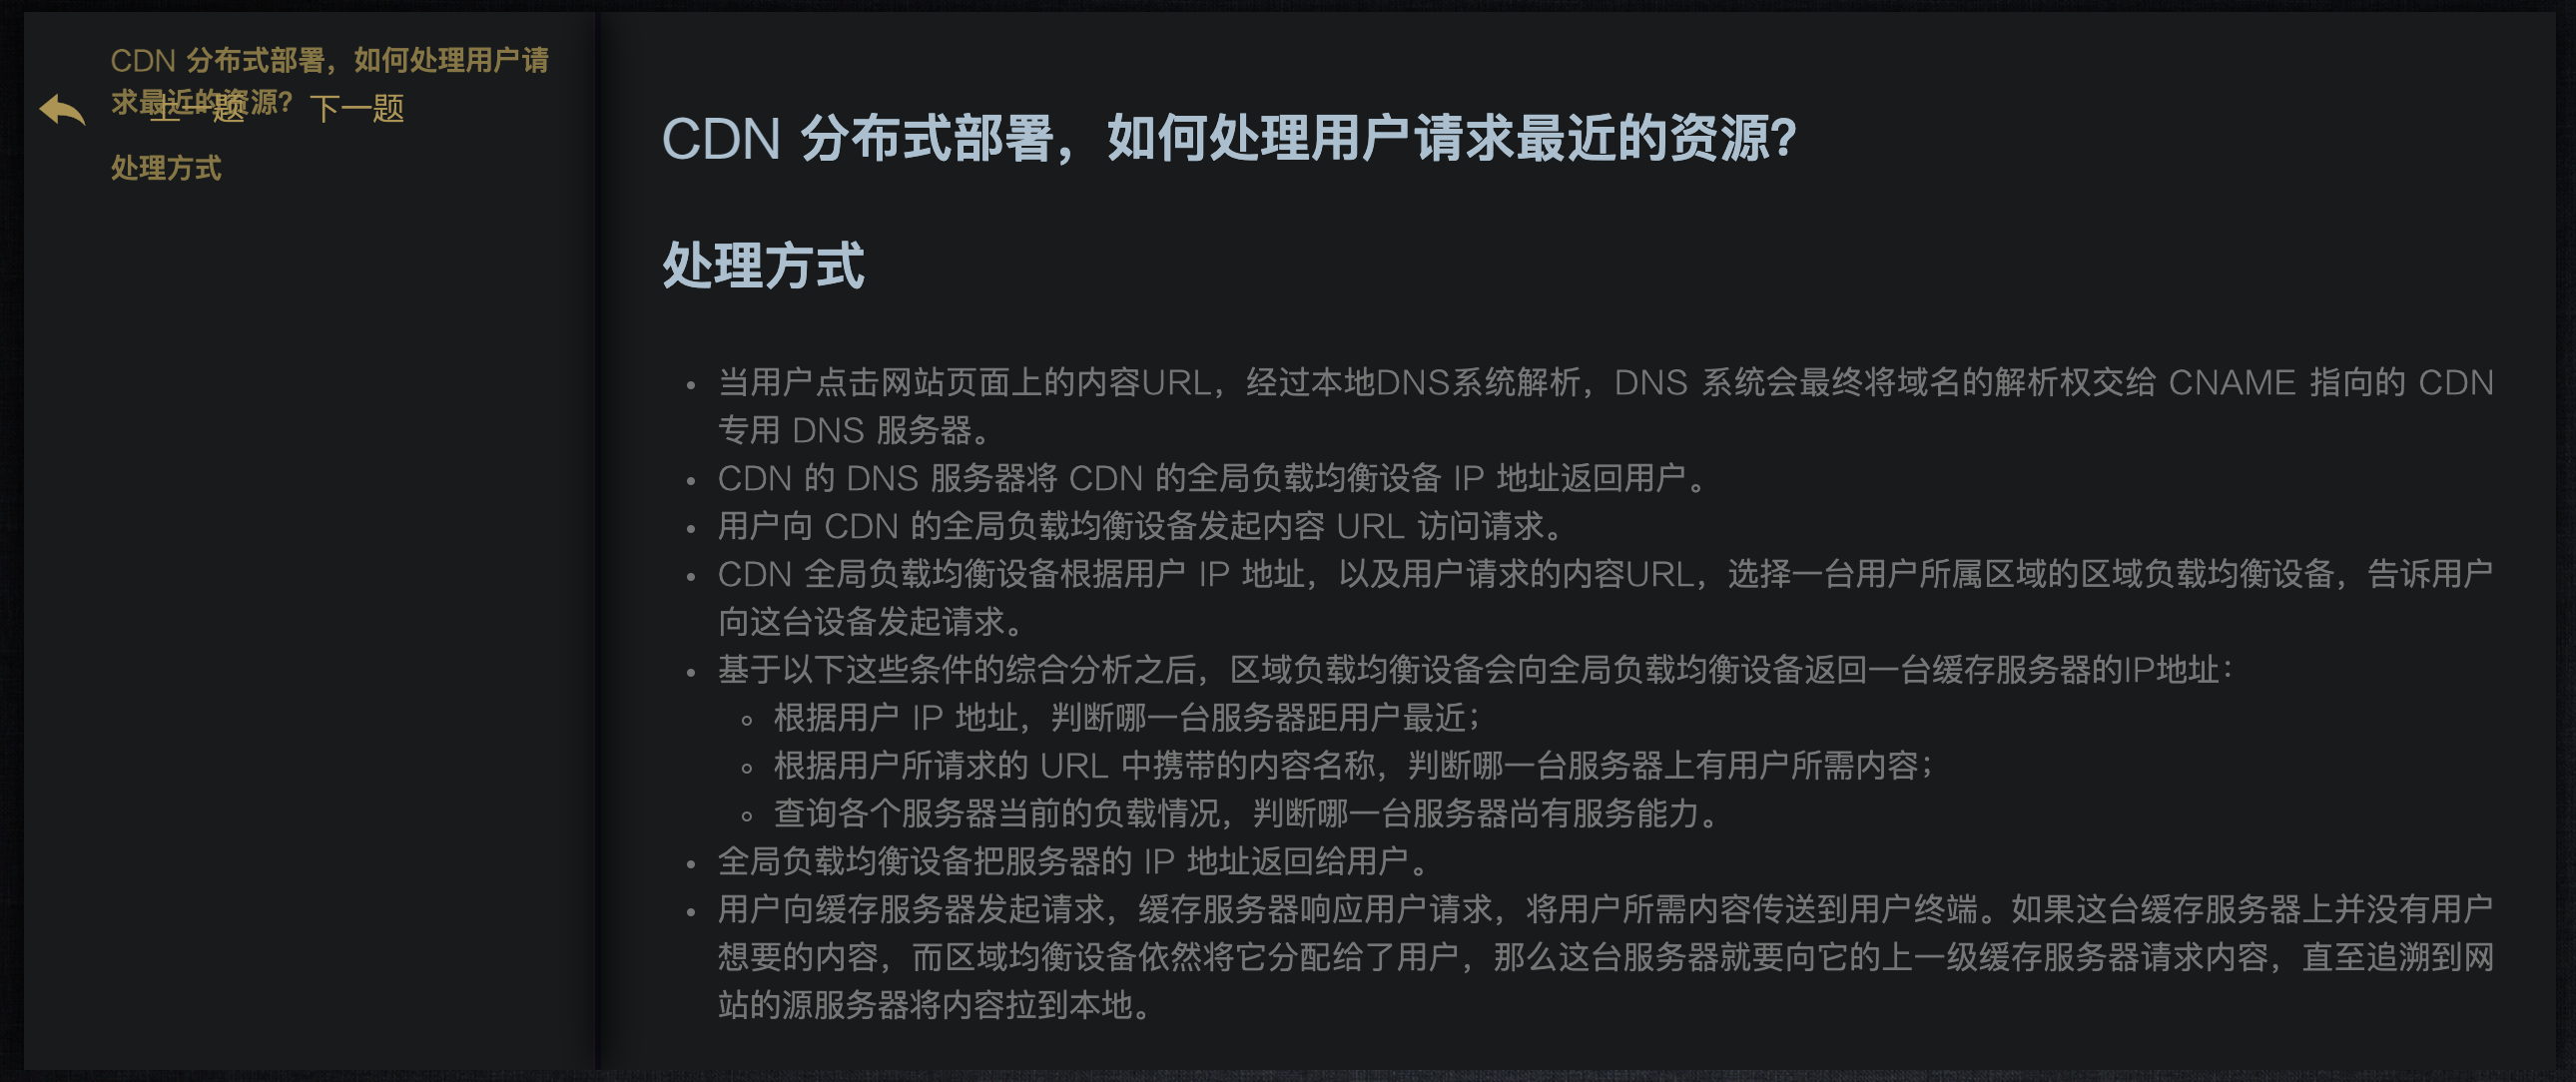 CDN 分布式部署，如何处理用户请
求最近的资源？
上一题 下一题
处理方式
CDN 分布式部署，如何处理用户请求最近的资源？
处理方式
• 当用户点击网站页面上的内容URL，经过本地DNS系统解析，DNS 系统会最终将域名的解析权交给 CNAME 指向的 CDN
专用 DNS 服务器。
• CDN 的 DNS 服务器将 CDN 的全局负载均衡设备 IP 地址返回用户。
• 用户向 CDN 的全局负载均衡设备发起内容 URL 访问请求。
• CDN 全局负载均衡设备根据用户 IP 地址，以及用户请求的内容URL，选择一台用户所属区域的区域负载均衡设备，告诉用户
向这台设备发起请求。
• 基于以下这些条件的综合分析之后，区域负载均衡设备会向全局负载均衡设备返回一台缓存服务器的IP地址：
◦ 根据用户 IP 地址，判断哪一台服务器距用户最近；
◦ 根据用户所请求的 URL 中携带的内容名称，判断哪一台服务器上有用户所需内容；
◦ 查询各个服务器当前的负载情况，判断哪一台服务器尚有服务能力。
• 全局负载均衡设备把服务器的 IP 地址返回给用户。
• 用户向缓存服务器发起请求，缓存服务器响应用户请求，将用户所需内容传送到用户终端。如果这台缓存服务器上并没有用户
想要的内容，而区域均衡设备依然将它分配给了用户，那么这台服务器就要向它的上一级缓存服务器请求内容，直至追溯到网
站的源服务器将内容拉到本地。